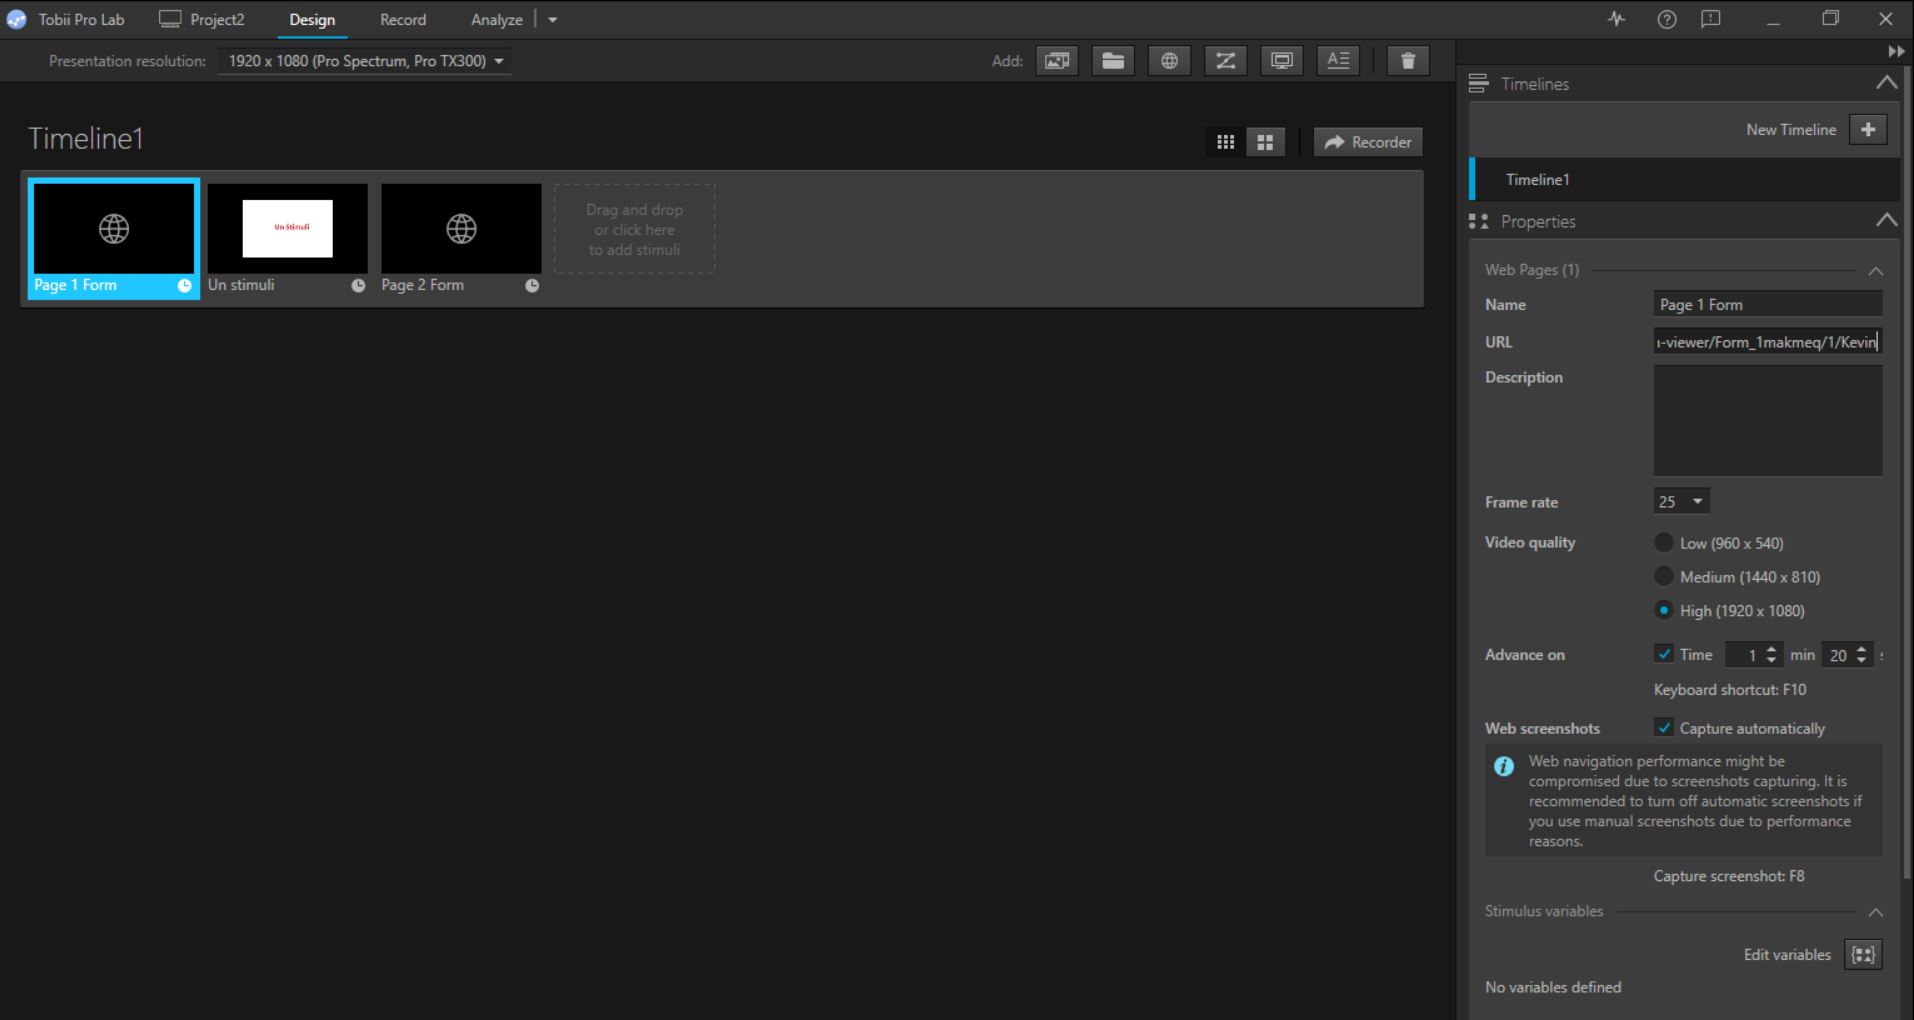 Tobii Pro Lab Project2 Design Record Analyze
Presentation resolution: 1920 x 1080 (Pro Spectrum, Pro TX300) Add:
Timeline1
Recorder
Un Stimuli
Drag and drop
or click here
to add stimuli
Page 1 Form Un stimuli Page 2 Form
Timelines
New Timeline
Timeline1
Properties
Web Pages (1)
Name Page 1 Form
URL -viewer/Form_1makmeq/1/Kevin
Description
Frame rate 25
Video quality Low (960 x 540)
Medium (1440 x 810)
High (1920 x 1080)
Advance on Time 1 min 20
Keyboard shortcut: F10
Web screenshots Capture automatically
Web navigation performance might be
compromised due to screenshots capturing. It is
recommended to turn off automatic screenshots if
you use manual screenshots due to performance
reasons.
Capture screenshot: F8
Stimulus variables
Edit variables
No variables defined